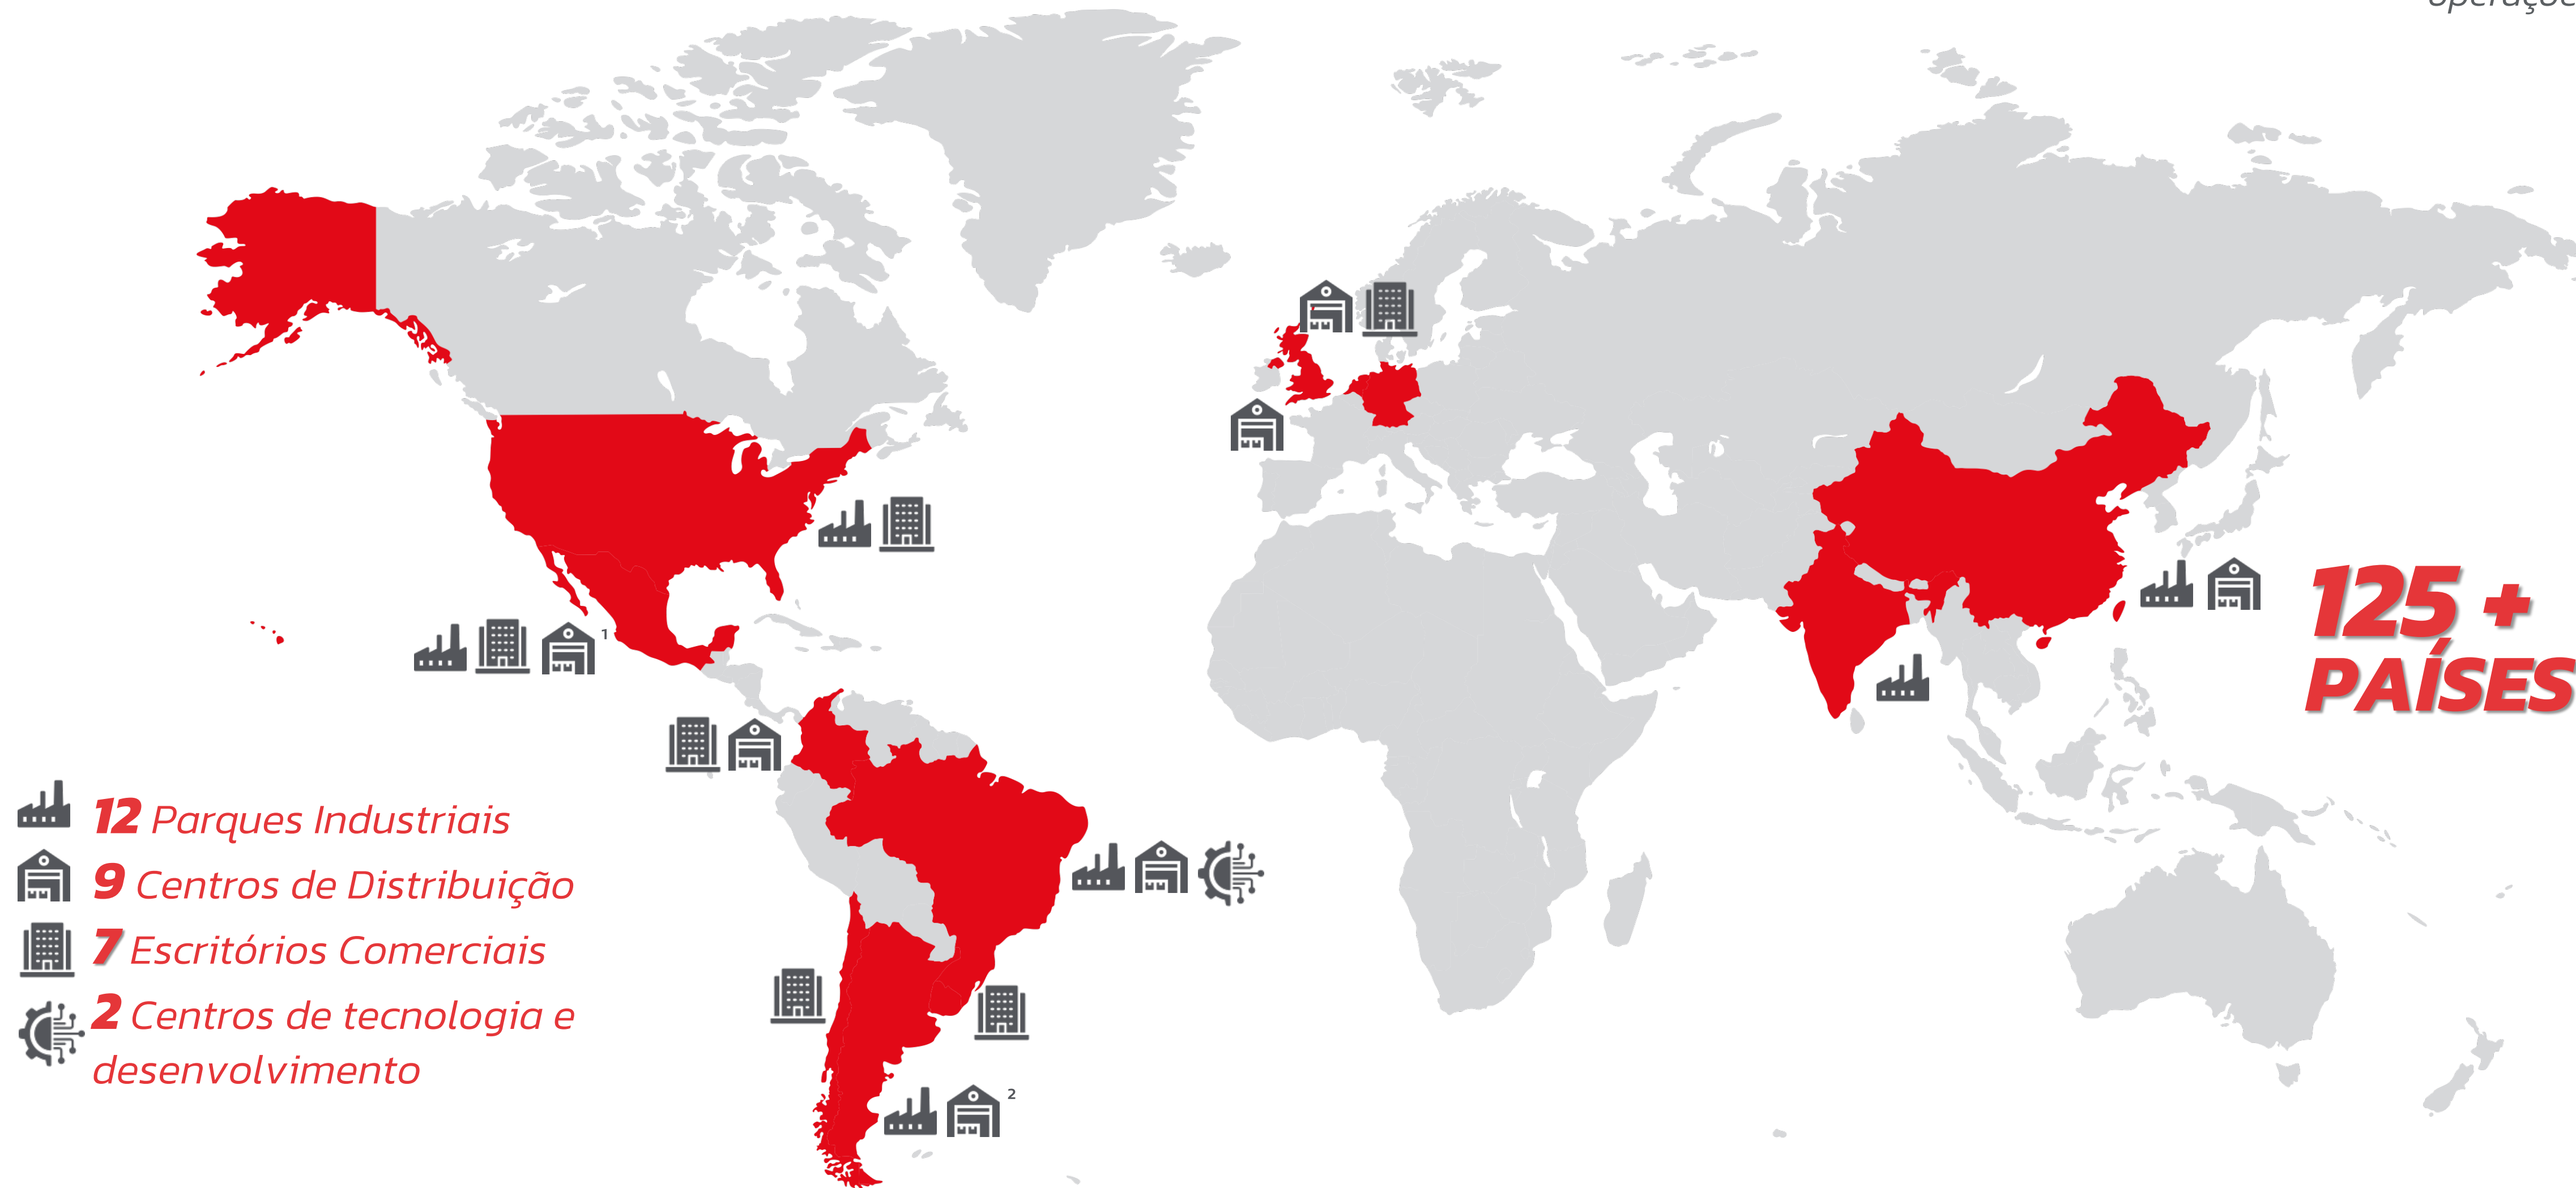 125 +
PAÍSES
1
12 Parques Industriais
9 Centros de Distribuição
7 Escritórios Comerciais
2 Centros de tecnologia e
desenvolvimento
2